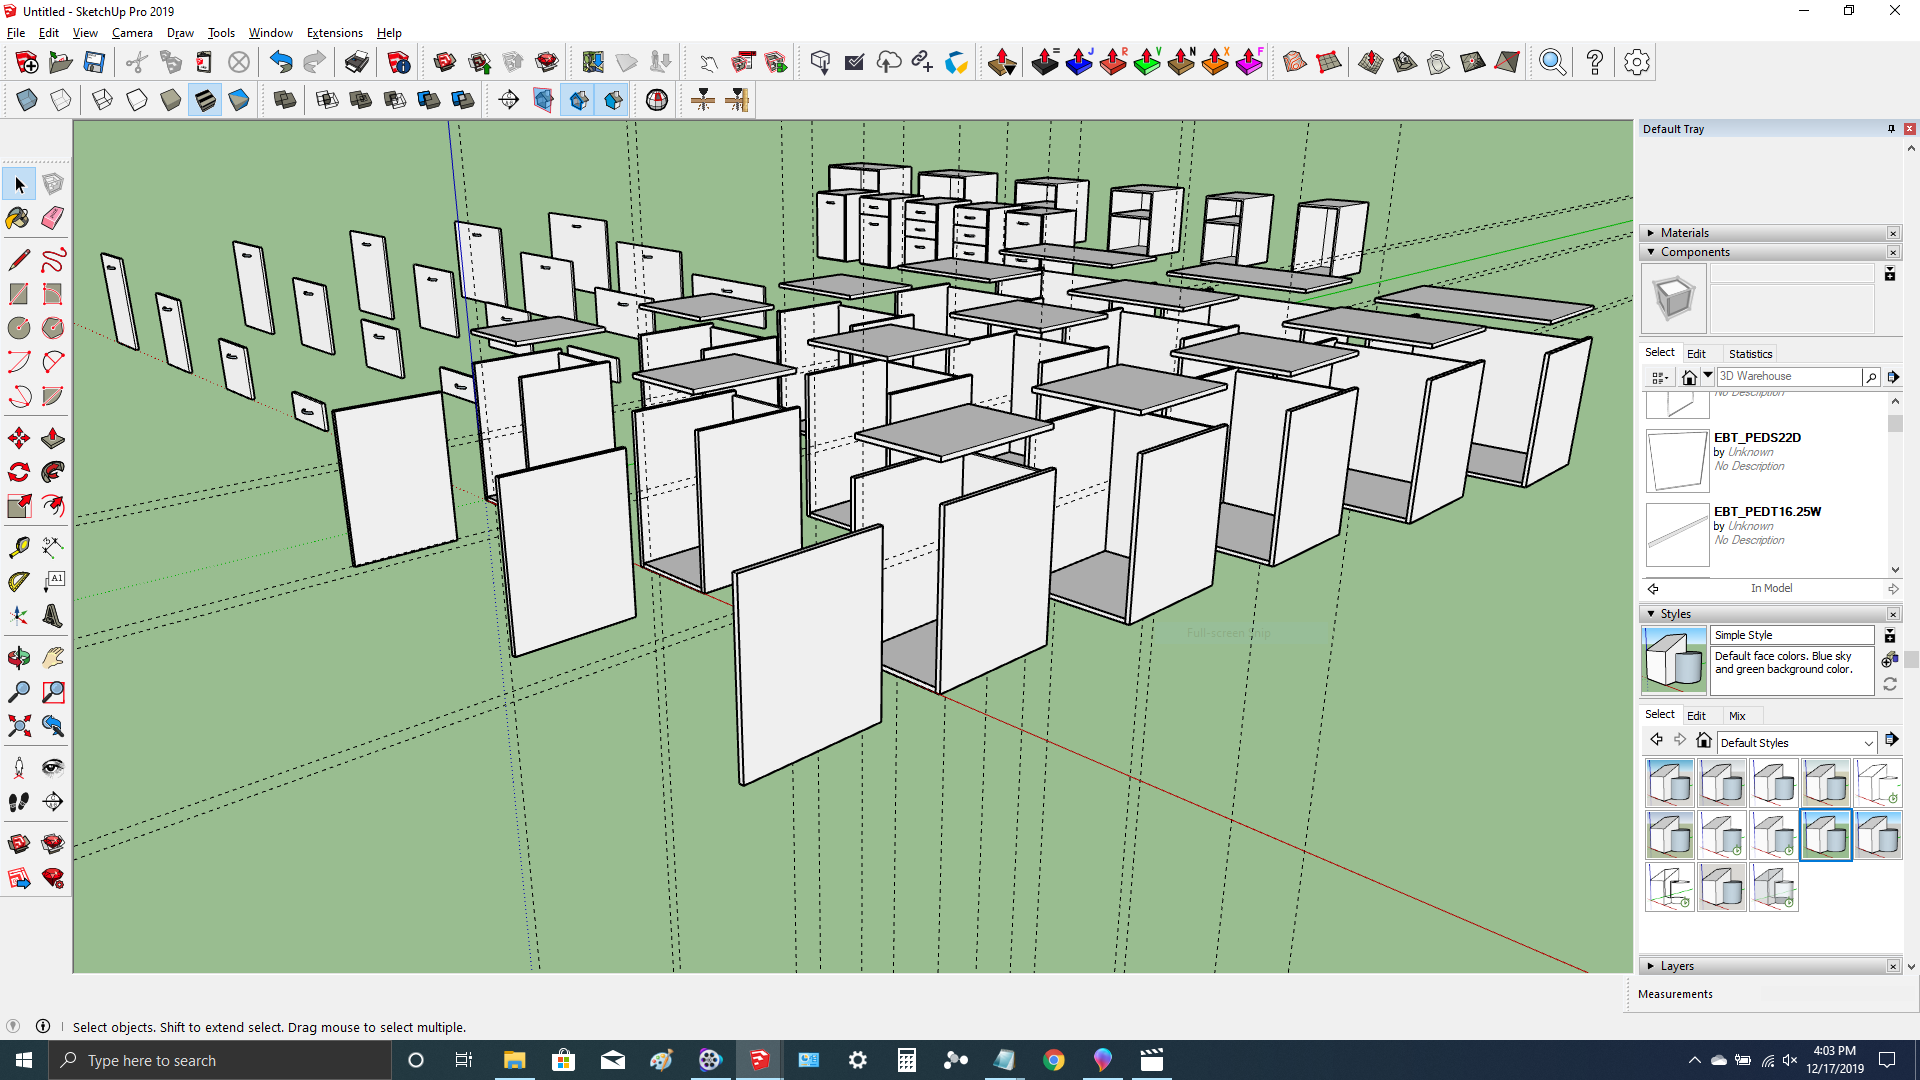 Untitled - SketchUp Pro 2019
File Edit View Camera Draw Tools Window Extensions Help
= J R V N X F
A1
Default Tray
Materials
Components
Select Edit Statistics
3D Warehouse
No Description
EBT_PEDS22D
by Unknown
No Description
EBT_PEDT16.25W
by Unknown
No Description
In Model
Styles
Simple Style
Default face colors. Blue sky
and green background color.
Select Edit Mix
Default Styles
Layers
Measurements
Full-screen Snip
Select objects. Shift to extend select. Drag mouse to select multiple.
Type here to search
4:03 PM
12/17/2019